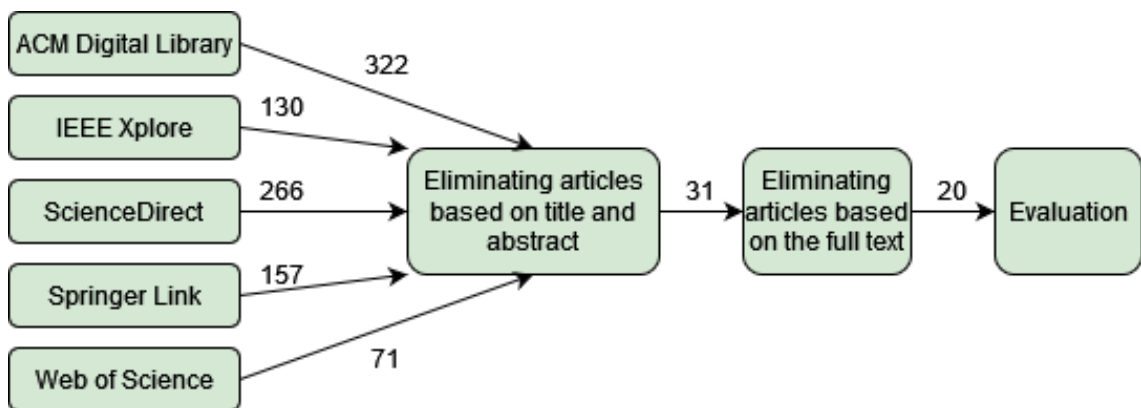 ACM Digital Library
322
IEEE Xplore
130
ScienceDirect
266
Springer Link
157
Web of Science
71
Eliminating articles
based on title and
abstract
31
Eliminating
articles based
on the full text
20
Evaluation